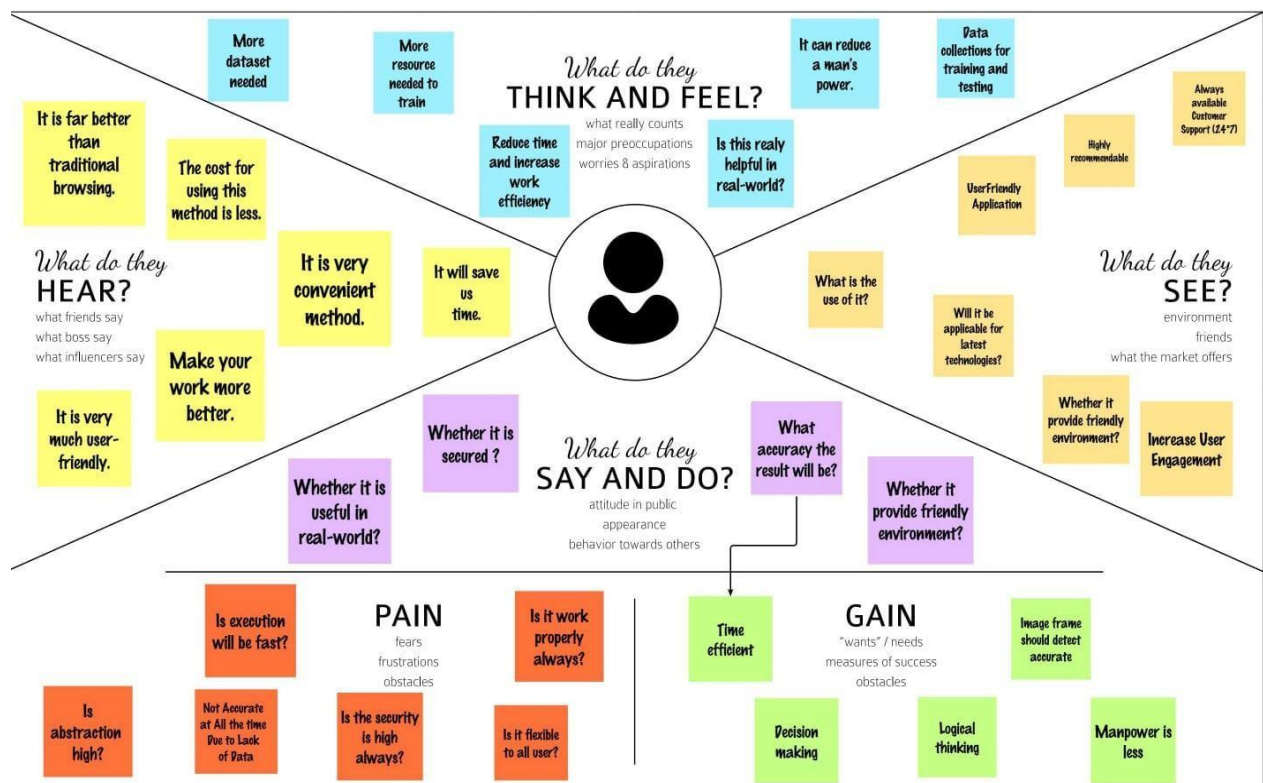 More
dataset
needed
More
resource
needed to
train
What do they
THINK AND FEEL?
what really counts
major preoccupations
worries & aspirations
It can reduce
a man's
power.
Data
collections for
training and
testing
Reduce time
and increase
work
efficiency
Is this realy
helpful in
real-world?
It is far better
than
traditional
browsing.
The cost for
using this
method is less.
What do they
HEAR?
what friends say
what boss say
what influencers say
It is very
convenient
method.
It will save
us
time.
Make your
work more
better.
It is very
much user-
friendly.
Always
available
Customer
Support (24*7)
Highly
recommendable
UserFriendly
Application
What do they
SEE?
environment
friends
what the market offers
What is the
use of it?
Will it be
applicable for
latest
technologies?
Whether it
provide friendly
environment?
Increase User
Engagement
Whether it is
secured ?
Whether it is
useful in
real-world?
What do they
SAY AND DO?
attitude in public
appearance
behavior towards others
What
accuracy the
result will be?
Whether it
provide friendly
environment?
PAIN
fears
frustrations
obstacles
Is execution
will be fast?
Is it work
properly
always?
Is
abstraction
high?
Not Accurate
at All the time
Due to Lack
of Data
Is the security
is high
always?
Is it flexible
to all user?
GAIN
"wants" / needs
measures of success
obstacles
Time
efficient
Image frame
should detect
accurate
Decision
making
Logical
thinking
Manpower is
less